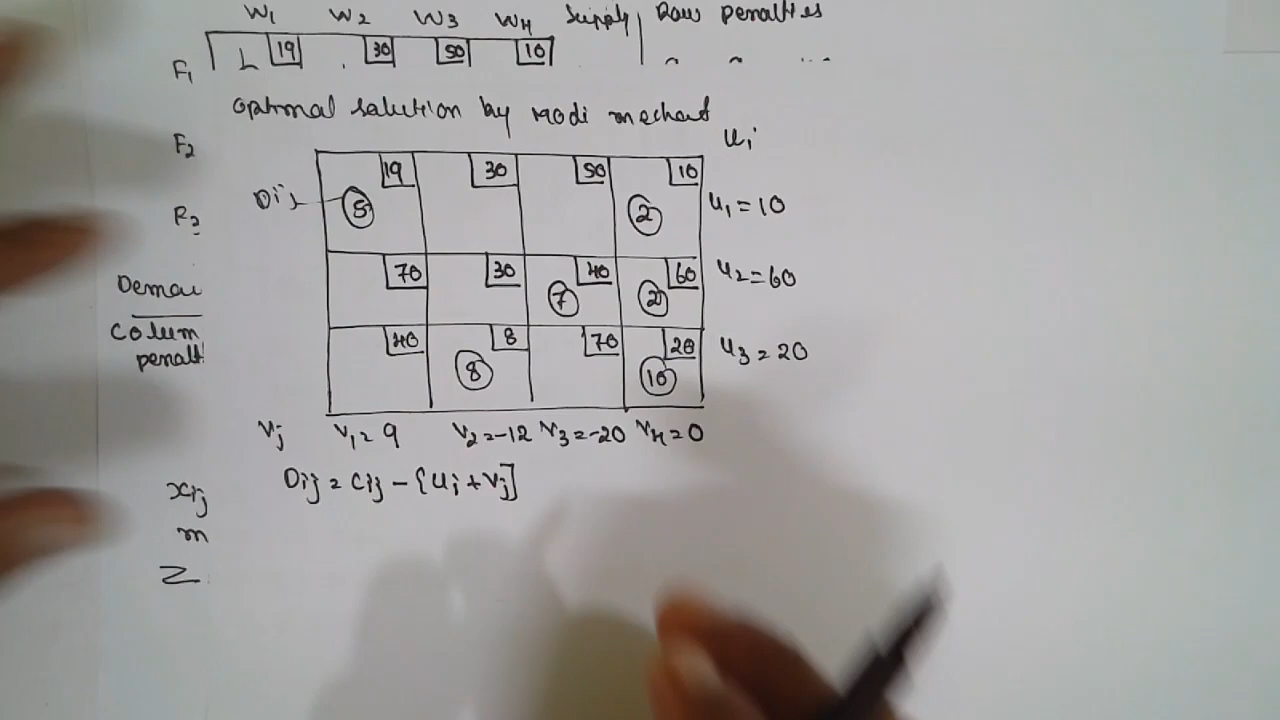 W1 W2 W3 W4 Supply Row penalties
F1 19 30 50 10
Optimal solution by modi method
ui
F2
19 30 50 10
Dij 5 2 u1 = 10
F3
70 30 40 60 u2 = 60
7 2
Deman
Colum
penalt
40 8 70 20 u3 = 20
8 10
vj v1 = 9 v2 = -12 v3 = -20 v4 = 0
xij Dij = Cij - {ui + vj]
m
Z